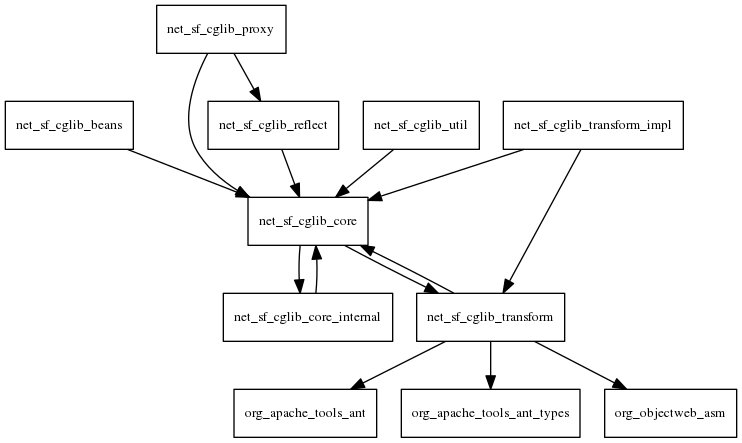 net_sf_cglib_proxy
net_sf_cglib_beans
net_sf_cglib_reflect
net_sf_cglib_util
net_sf_cglib_transform_impl
net_sf_cglib_core
net_sf_cglib_core_internal
net_sf_cglib_transform
org_apache_tools_ant
org_apache_tools_ant_types
org_objectweb_asm